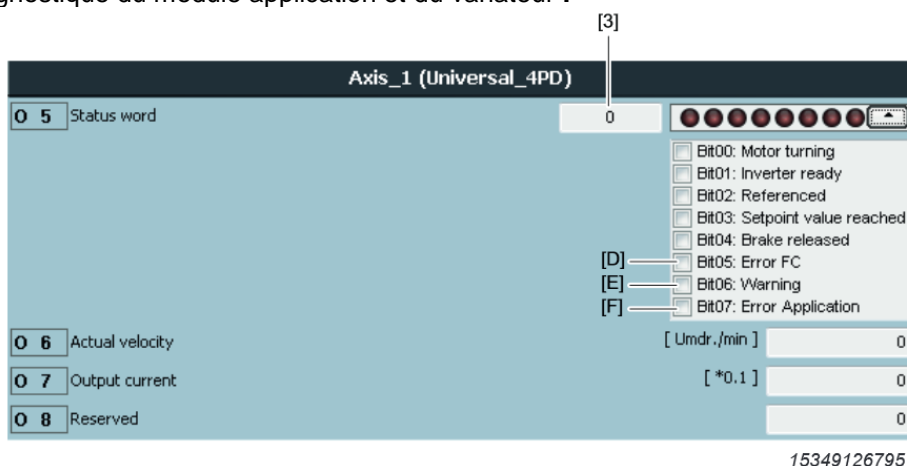 gnostique du module application et du variateur :
[3]
Axis_1 (Universal_4PD)
O 5 Status word 0
Bit00: Motor turning
Bit01: Inverter ready
Bit02: Referenced
Bit03: Setpoint value reached
Bit04: Brake released
[D] Bit05: Error FC
[E] Bit06: Warning
[F] Bit07: Error Application
O 6 Actual velocity [ Umdr./min ] 0
O 7 Output current [ *0.1 ] 0
O 8 Reserved 0
15349126795